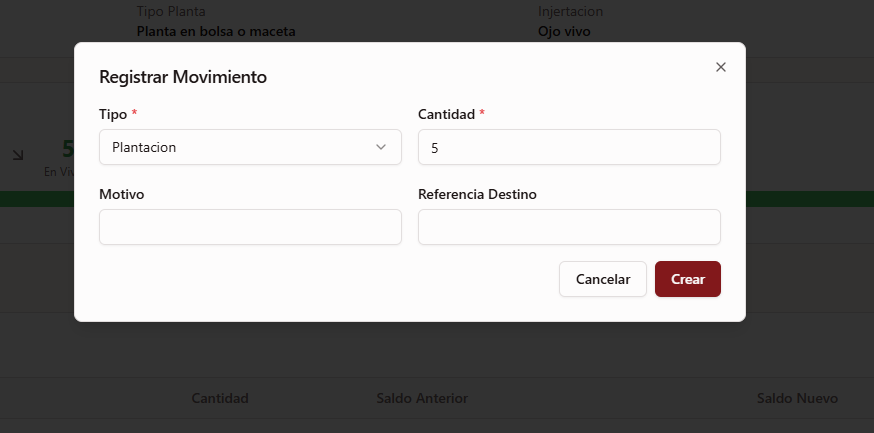 Tipo Planta
Injertacion
Planta en bolsa o maceta
Ojo vivo
Registrar Movimiento
Tipo *
Cantidad *
Plantacion
5
5
En Viv
Motivo
Referencia Destino
Cancelar
Crear
Cantidad
Saldo Anterior
Saldo Nuevo